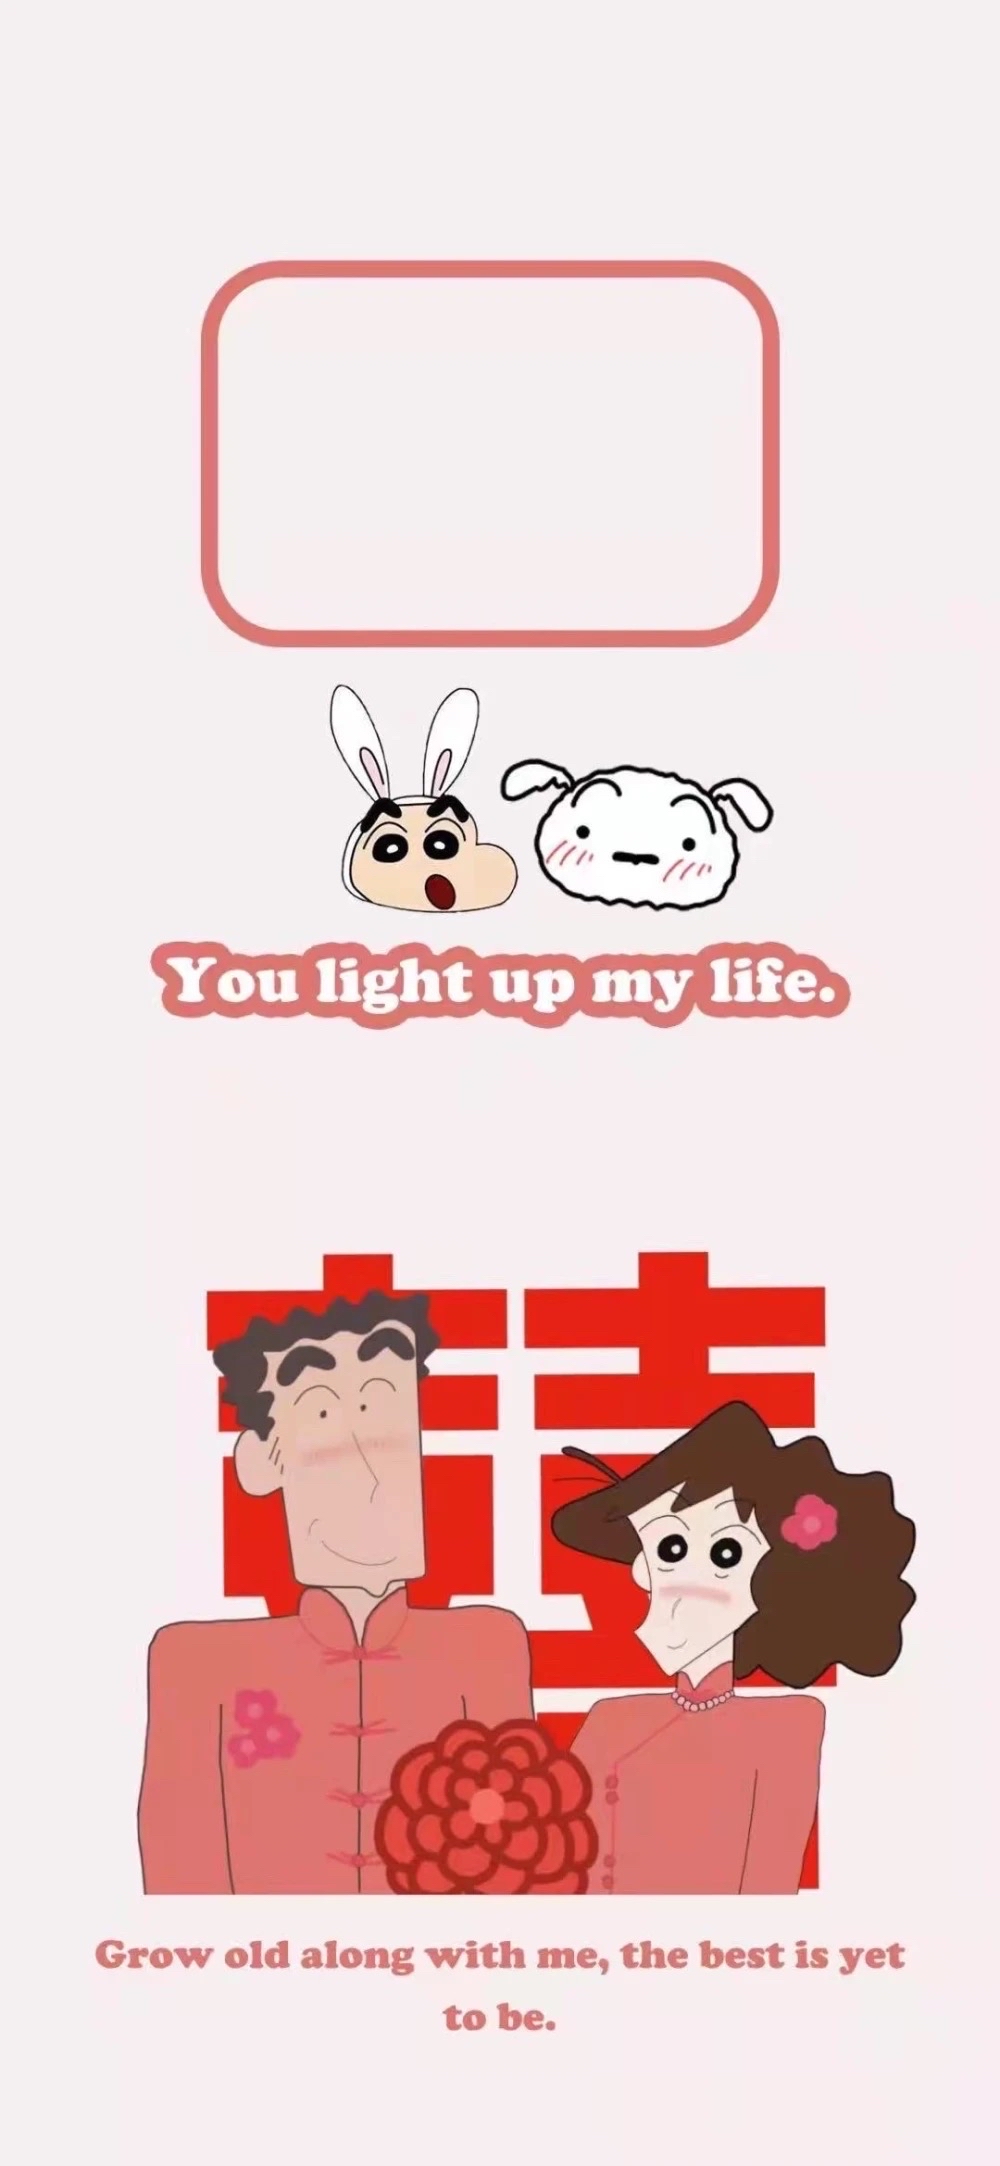 You light up my life.
囍
Grow old along with me, the best is yet
to be.